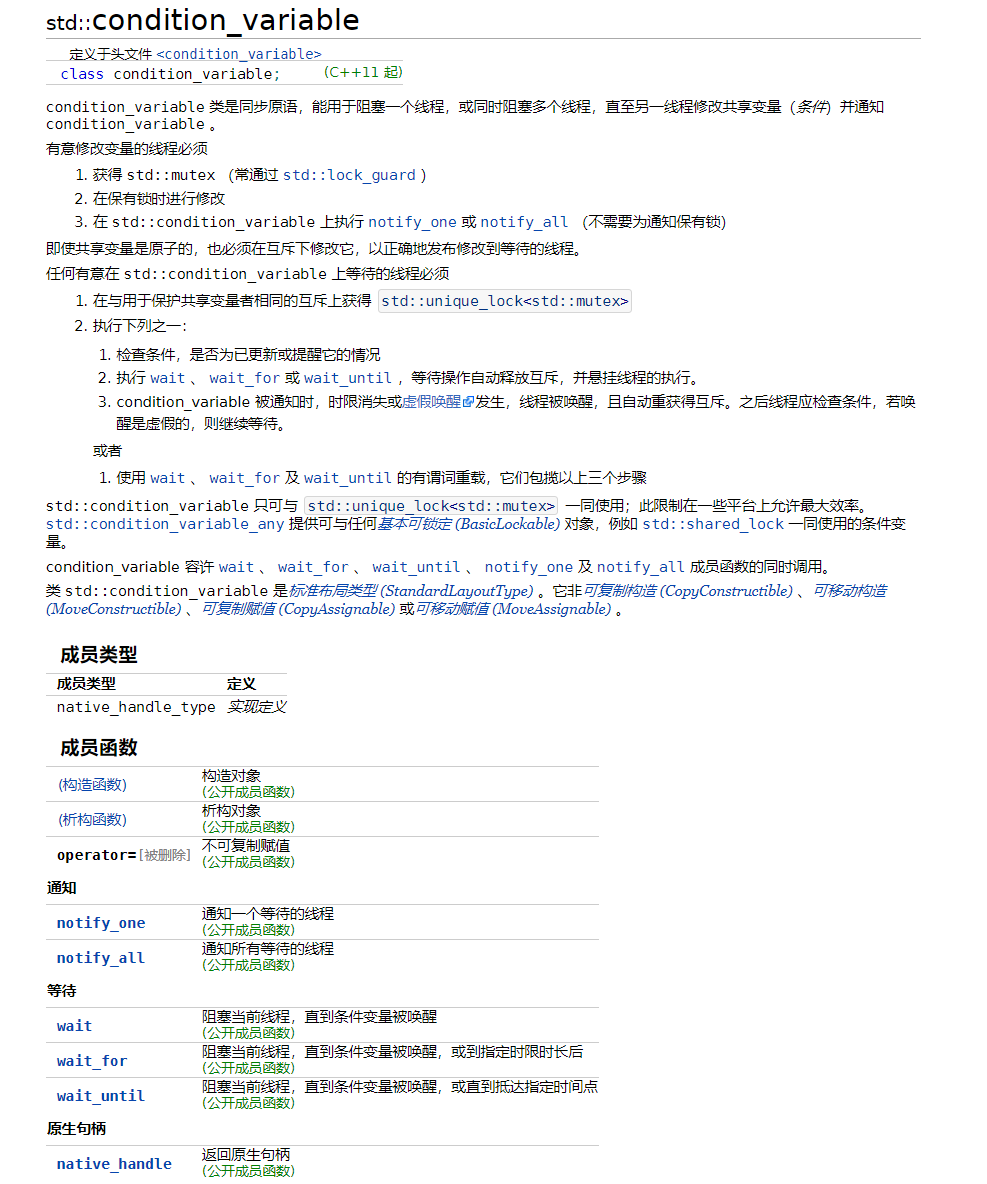 std::condition_variable
定义于头文件 <condition_variable>
class condition_variable; (C++11 起)
condition_variable 类是同步原语，能用于阻塞一个线程，或同时阻塞多个线程，直至另一线程修改共享变量（条件）并通知
condition_variable 。
有意修改变量的线程必须
1. 获得 std::mutex （常通过 std::lock_guard ）
2. 在保有锁时进行修改
3. 在 std::condition_variable 上执行 notify_one 或 notify_all （不需要为通知保有锁）
即使共享变量是原子的，也必须在互斥下修改它，以正确地发布修改到等待的线程。
任何有意在 std::condition_variable 上等待的线程必须
1. 在与用于保护共享变量者相同的互斥上获得 std::unique_lock<std::mutex>
2. 执行下列之一：
1. 检查条件，是否为已更新或提醒它的情况
2. 执行 wait 、 wait_for 或 wait_until ，等待操作自动释放互斥，并悬挂线程的执行。
3. condition_variable 被通知时，时限消失或虚假唤醒发生，线程被唤醒，且自动重获得互斥。之后线程应检查条件，若唤
醒是虚假的，则继续等待。
或者
1. 使用 wait 、 wait_for 及 wait_until 的有谓词重载，它们包揽以上三个步骤
std::condition_variable 只可与 std::unique_lock<std::mutex> 一同使用；此限制在一些平台上允许最大效率。
std::condition_variable_any 提供可与任何基本可锁定 (BasicLockable) 对象，例如 std::shared_lock 一同使用的条件变
量。
condition_variable 容许 wait 、 wait_for 、 wait_until 、 notify_one 及 notify_all 成员函数的同时调用。
类 std::condition_variable 是标准布局类型 (StandardLayoutType) 。它非可复制构造 (CopyConstructible) 、可移动构造
(MoveConstructible) 、可复制赋值 (CopyAssignable) 或可移动赋值 (MoveAssignable) 。
成员类型
成员类型 定义
native_handle_type 实现定义
成员函数
(构造函数) 构造对象
(公开成员函数)
(析构函数) 析构对象
(公开成员函数)
operator=[被删除] 不可复制赋值
(公开成员函数)
通知
notify_one 通知一个等待的线程
(公开成员函数)
notify_all 通知所有等待的线程
(公开成员函数)
等待
wait 阻塞当前线程，直到条件变量被唤醒
(公开成员函数)
wait_for 阻塞当前线程，直到条件变量被唤醒，或到指定时限时长后
(公开成员函数)
wait_until 阻塞当前线程，直到条件变量被唤醒，或直到抵达指定时间点
(公开成员函数)
原生句柄
native_handle 返回原生句柄
(公开成员函数)